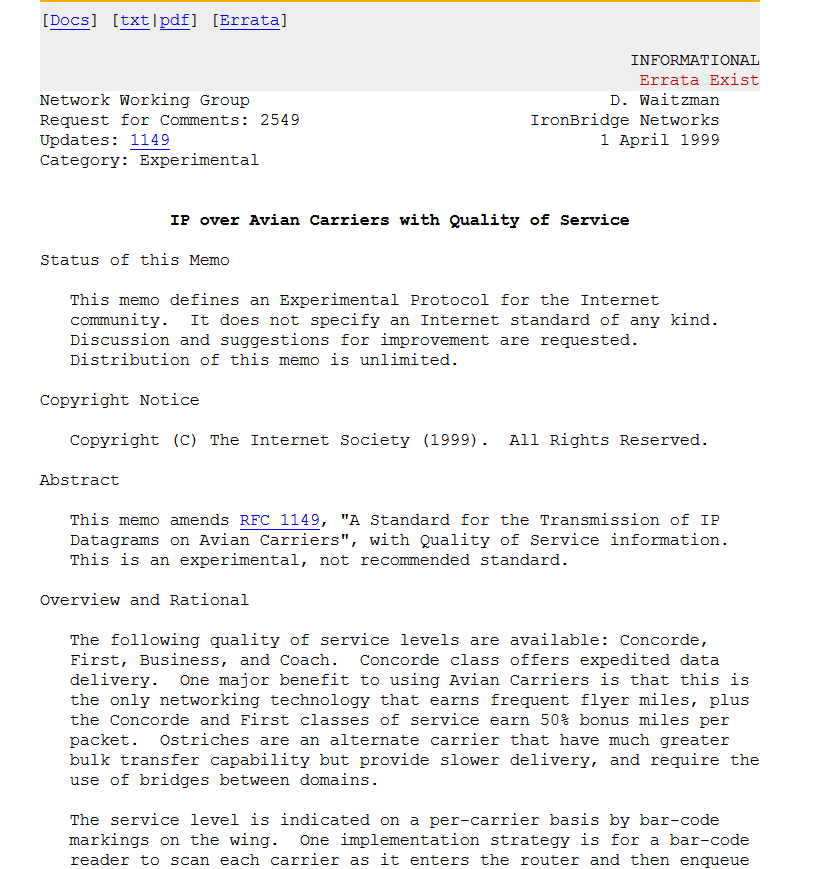 [Docs] [txt|pdf] [Errata]
INFORMATIONAL
Errata Exist
Network Working Group D. Waitzman
Request for Comments: 2549 IronBridge Networks
Updates: 1149 1 April 1999
Category: Experimental
IP over Avian Carriers with Quality of Service
Status of this Memo
This memo defines an Experimental Protocol for the Internet
community. It does not specify an Internet standard of any kind.
Discussion and suggestions for improvement are requested.
Distribution of this memo is unlimited.
Copyright Notice
Copyright (C) The Internet Society (1999). All Rights Reserved.
Abstract
This memo amends RFC 1149, "A Standard for the Transmission of IP
Datagrams on Avian Carriers", with Quality of Service information.
This is an experimental, not recommended standard.
Overview and Rational
The following quality of service levels are available: Concorde,
First, Business, and Coach. Concorde class offers expedited data
delivery. One major benefit to using Avian Carriers is that this is
the only networking technology that earns frequent flyer miles, plus
the Concorde and First classes of service earn 50% bonus miles per
packet. Ostriches are an alternate carrier that have much greater
bulk transfer capability but provide slower delivery, and require the
use of bridges between domains.
The service level is indicated on a per-carrier basis by bar-code
markings on the wing. One implementation strategy is for a bar-code
reader to scan each carrier as it enters the router and then enqueue